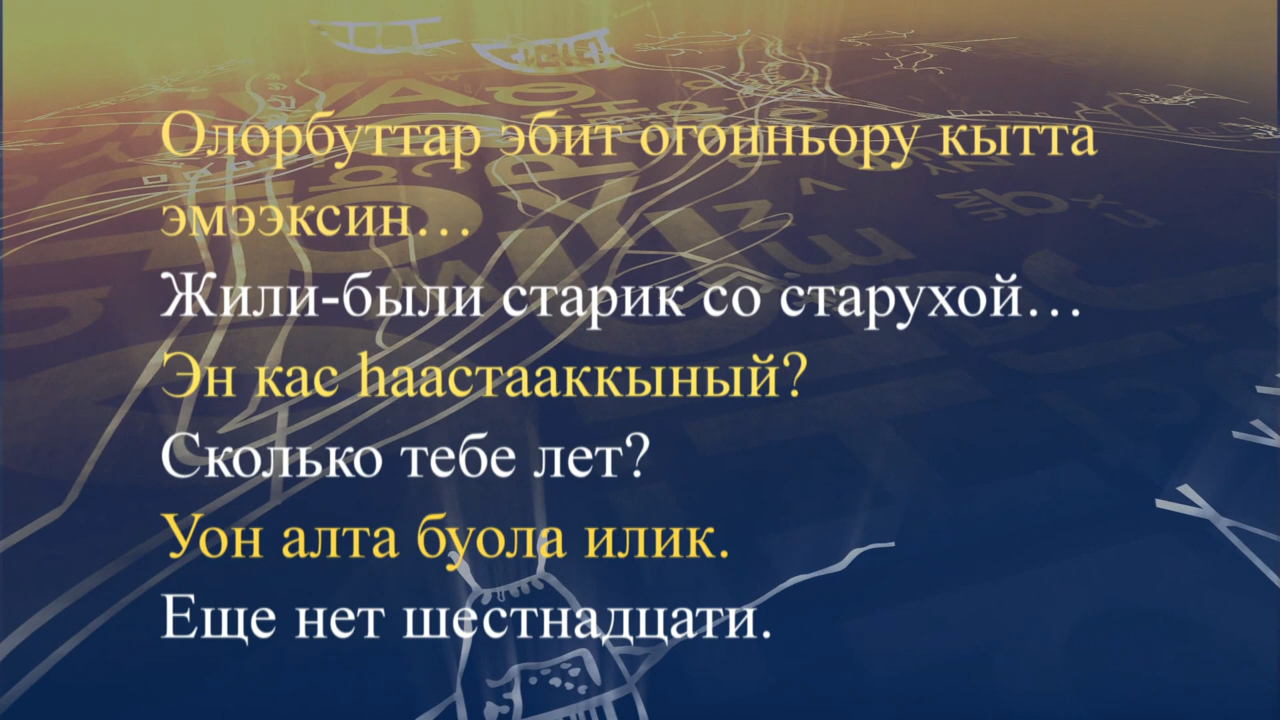 Олорбуттар эбит огонньору кытта
эмээксин…
Жили-были старик со старухой…
Эн кас һаастааккыный?
Сколько тебе лет?
Уон алта буола илик.
Еще нет шестнадцати.